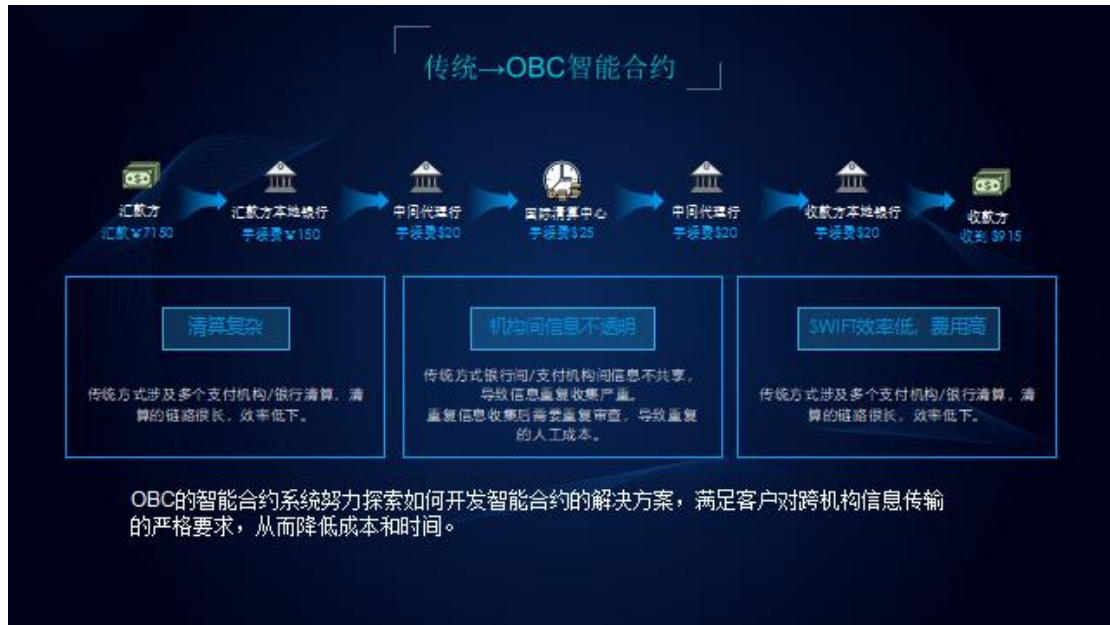 传统→OBC智能合约
汇款方
汇款¥7150
汇款方本地银行
手续费¥150
中间代理行
手续费$20
国际清算中心
手续费$25
中间代理行
手续费$20
收款方本地银行
手续费$20
收款方
收到 $915
清算复杂
传统方式涉及多个支付机构/银行清算，清
算的链路很长，效率低下。
机构间信息不透明
传统方式银行间/支付机构间信息不共享，
导致信息重复收集严重。
重复信息收集后需要重复审查，导致重复
的人工成本。
SWIFT效率低，费用高
传统方式涉及多个支付机构/银行清算，清
算的链路很长，效率低下。
OBC的智能合约系统努力探索如何开发智能合约的解决方案，满足客户对跨机构信息传输
的严格要求，从而降低成本和时间。